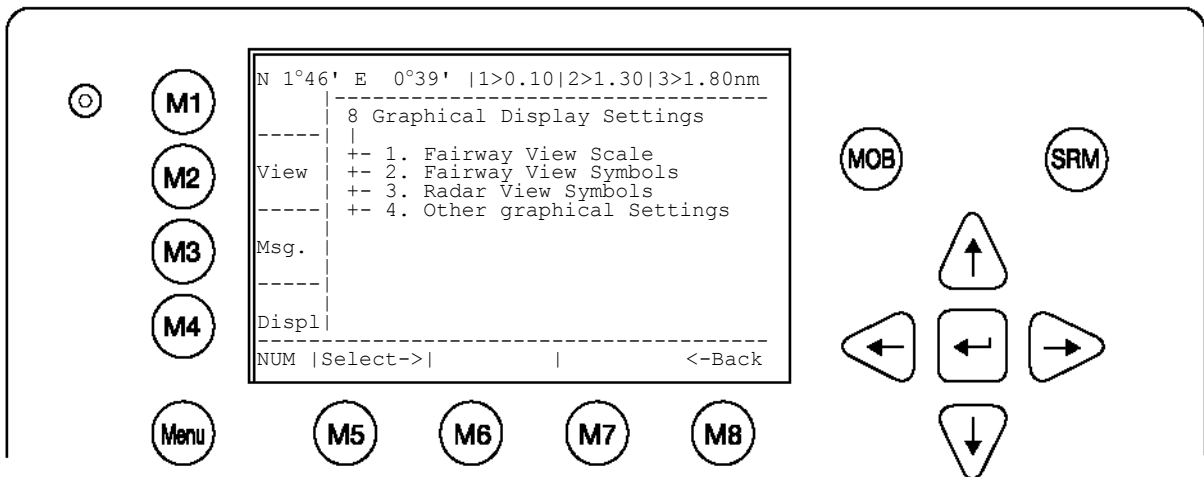 N 1°46' E  0°39' |1>0.10|2>1.30|3>1.80nm
M1
8 Graphical Display Settings
+- 1. Fairway View Scale
View
+- 2. Fairway View Symbols
+- 3. Radar View Symbols
+- 4. Other graphical Settings
M2
MOB
SRM
Msg.
M3
Displ
M4
NUM |Select->|         |        <-Back
Menu
M5
M6
M7
M8